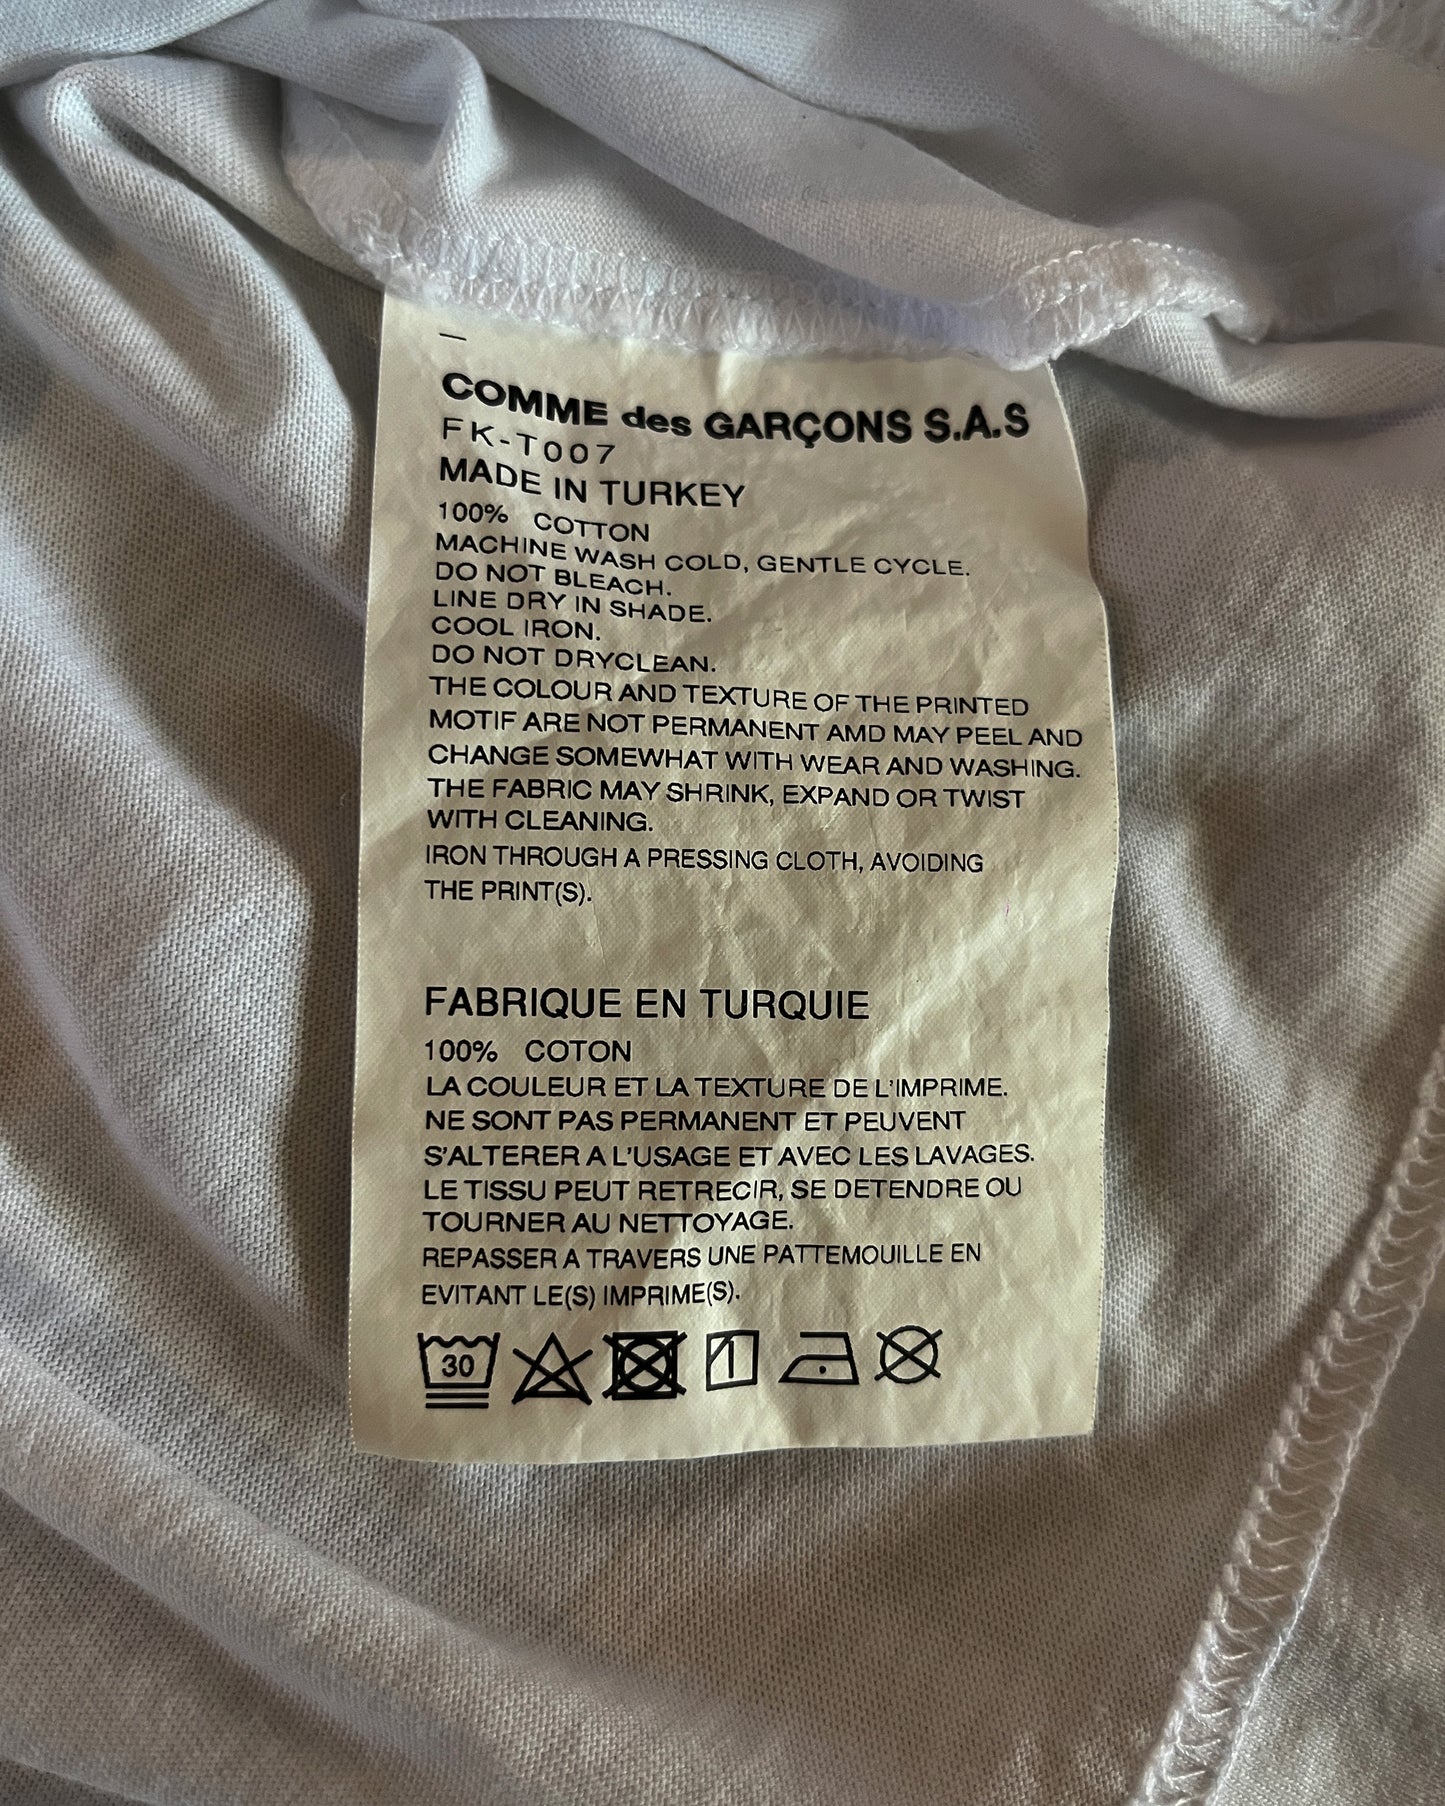 COMME des GARÇONS S.A.S
FK-T007
MADE IN TURKEY
100% COTTON
MACHINE WASH COLD, GENTLE CYCLE.
DO NOT BLEACH.
LINE DRY IN SHADE.
COOL IRON.
DO NOT DRYCLEAN.
THE COLOUR AND TEXTURE OF THE PRINTED
MOTIF ARE NOT PERMANENT AMD MAY PEEL AND
CHANGE SOMEWHAT WITH WEAR AND WASHING.
THE FABRIC MAY SHRINK, EXPAND OR TWIST
WITH CLEANING.
IRON THROUGH A PRESSING CLOTH, AVOIDING
THE PRINT(S).
FABRIQUE EN TURQUIE
100% COTON
LA COULEUR ET LA TEXTURE DE L'IMPRIME.
NE SONT PAS PERMANENT ET PEUVENT
S'ALTERER A L'USAGE ET AVEC LES LAVAGES.
LE TISSU PEUT RETRECIR, SE DETENDRE OU
TOURNER AU NETTOYAGE.
REPASSER A TRAVERS UNE PATTEMOUILLE EN
EVITANT LE(S) IMPRIME(S).
30